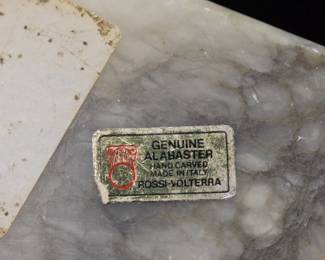 GENUINE
ALABASTER
HAND CARVED
MADE IN ITALY
ROSSI-VOLTERRA